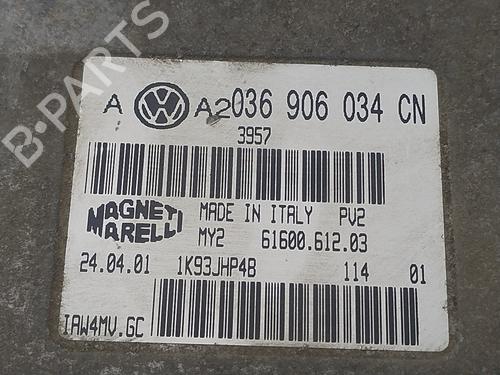 A VW A2 036 906 034 CN
3957
MAGNETI MARELLI
MADE IN ITALY PV2
MY2 61600.612.03
24.04.01 1K93JHP4B 114 01
IAW4MV.GC
B-PARTS